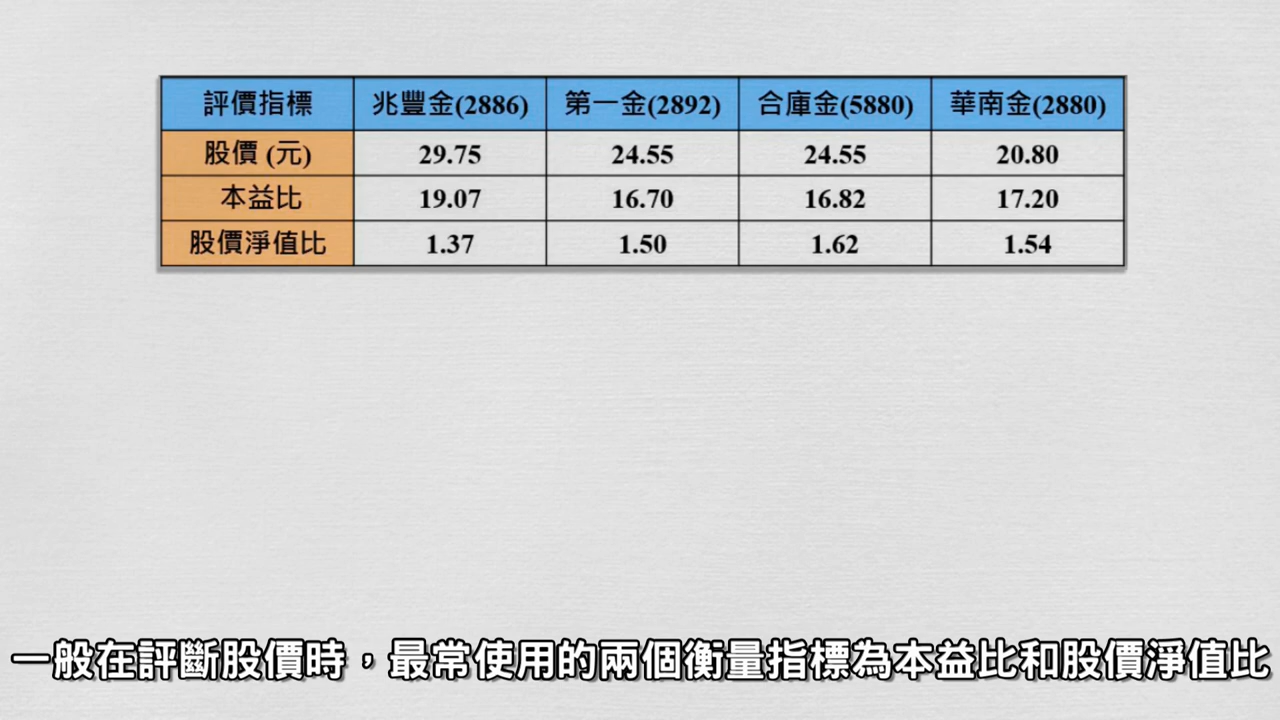 評價指標 兆豐金(2886) 第一金(2892) 合庫金(5880) 華南金(2880)
股價 (元) 29.75 24.55 24.55 20.80
本益比 19.07 16.70 16.82 17.20
股價淨值比 1.37 1.50 1.62 1.54
一般在評斷股價時，最常使用的兩個衡量指標為本益比和股價淨值比